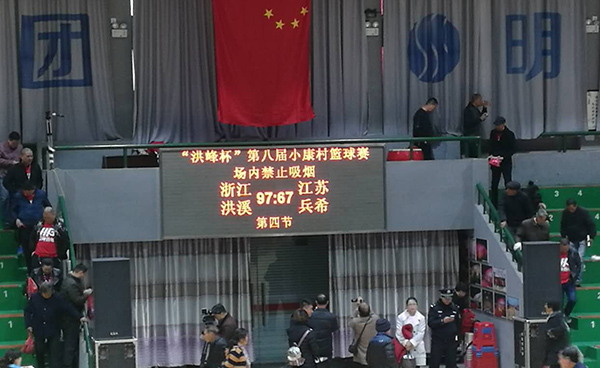 团
明
“洪峰杯”第八届小康村篮球赛
场内禁止吸烟
浙江 97:67 江苏
洪溪 兵希
第四节